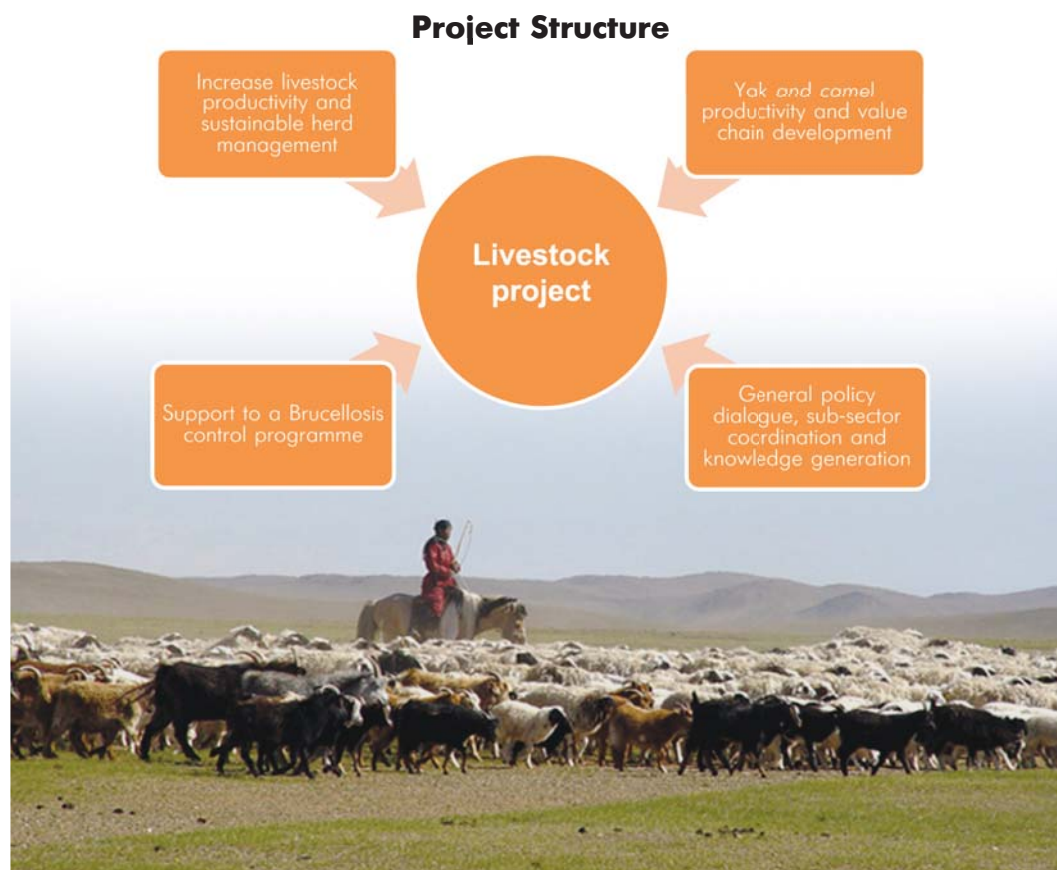 Project Structure
Increase livestock
productivity and
sustainable herd
management
Yak and camel
productivity and value
chain development
Livestock
project
Support to a Brucellosis
control programme
General policy
dialogue, sub-sector
coordination and
knowledge generation